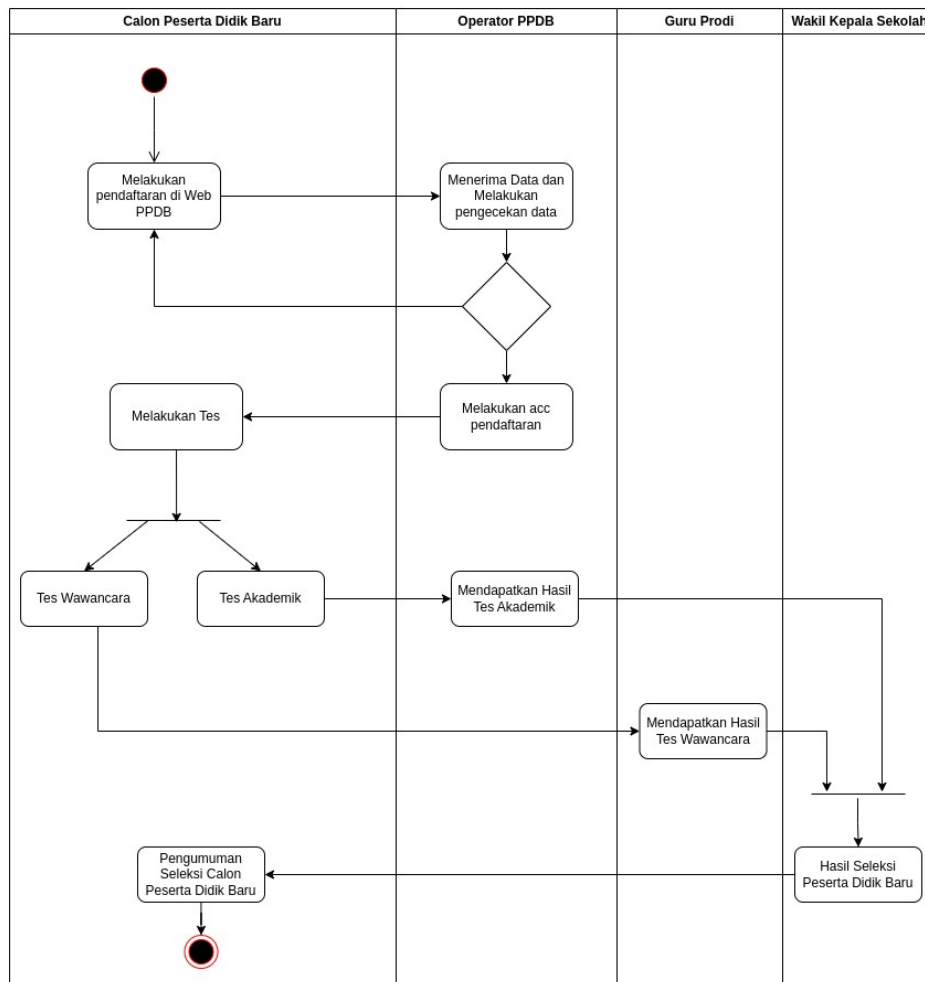 Calon Peserta Didik Baru
Operator PPDB
Guru Prodi
Wakil Kepala Sekolah
Melakukan
pendaftaran di Web
PPDB
Menerima Data dan
Melakukan
pengecekan data
Melakukan Tes
Melakukan acc
pendaftaran
Tes Wawancara
Tes Akademik
Mendapatkan Hasil
Tes Akademik
Mendapatkan Hasil
Tes Wawancara
Pengumuman
Seleksi Calon
Peserta Didik Baru
Hasil Seleksi
Peserta Didik Baru